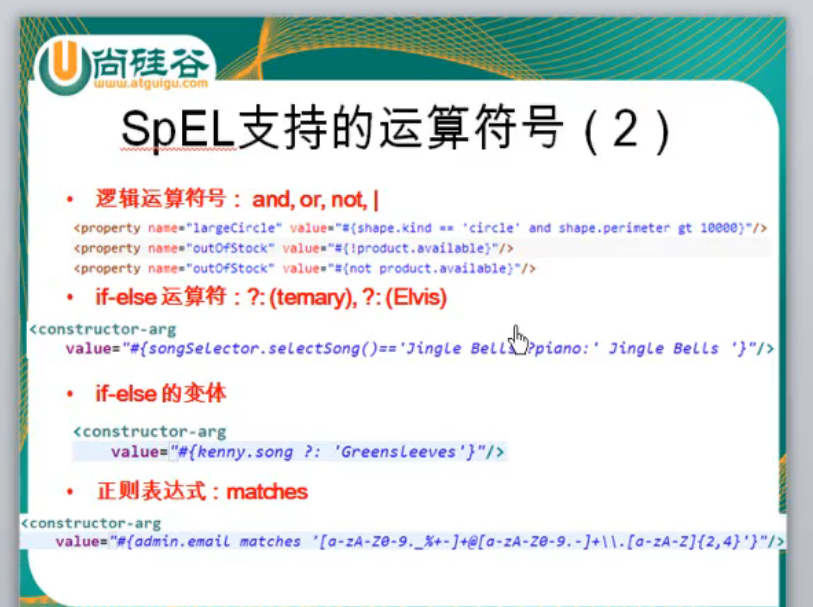 尚硅谷
www.atguigu.com
SpEL支持的运算符号（2）
• 逻辑运算符号： and, or, not, |
<property name="largeCircle" value="#{shape.kind == 'circle' and shape.perimeter gt 10000}"/>
<property name="outOfStock" value="#{!product.available}"/>
<property name="outOfStock" value="#{not product.available}"/>
• if-else 运算符：?: (ternary), ?: (Elvis)
<constructor-arg
value="#{songSelector.selectSong()=='Jingle Bells'?piano:' Jingle Bells '}"/>
• if-else 的变体
<constructor-arg
value="#{kenny.song ?: 'Greensleeves'}"/>
• 正则表达式：matches
<constructor-arg
value="#{admin.email matches '[a-zA-Z0-9._%+-]+@[a-zA-Z0-9.-]+\\.[a-zA-Z]{2,4}'}"/>